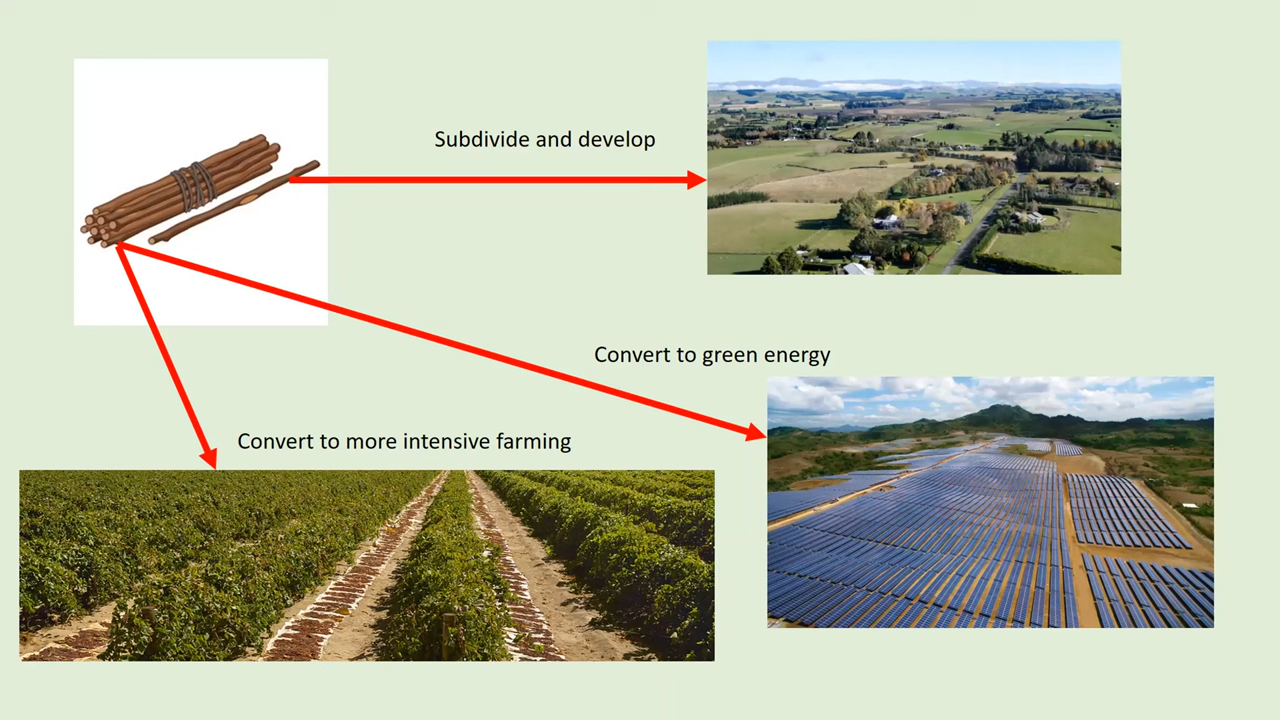 Subdivide and develop
Convert to green energy
Convert to more intensive farming